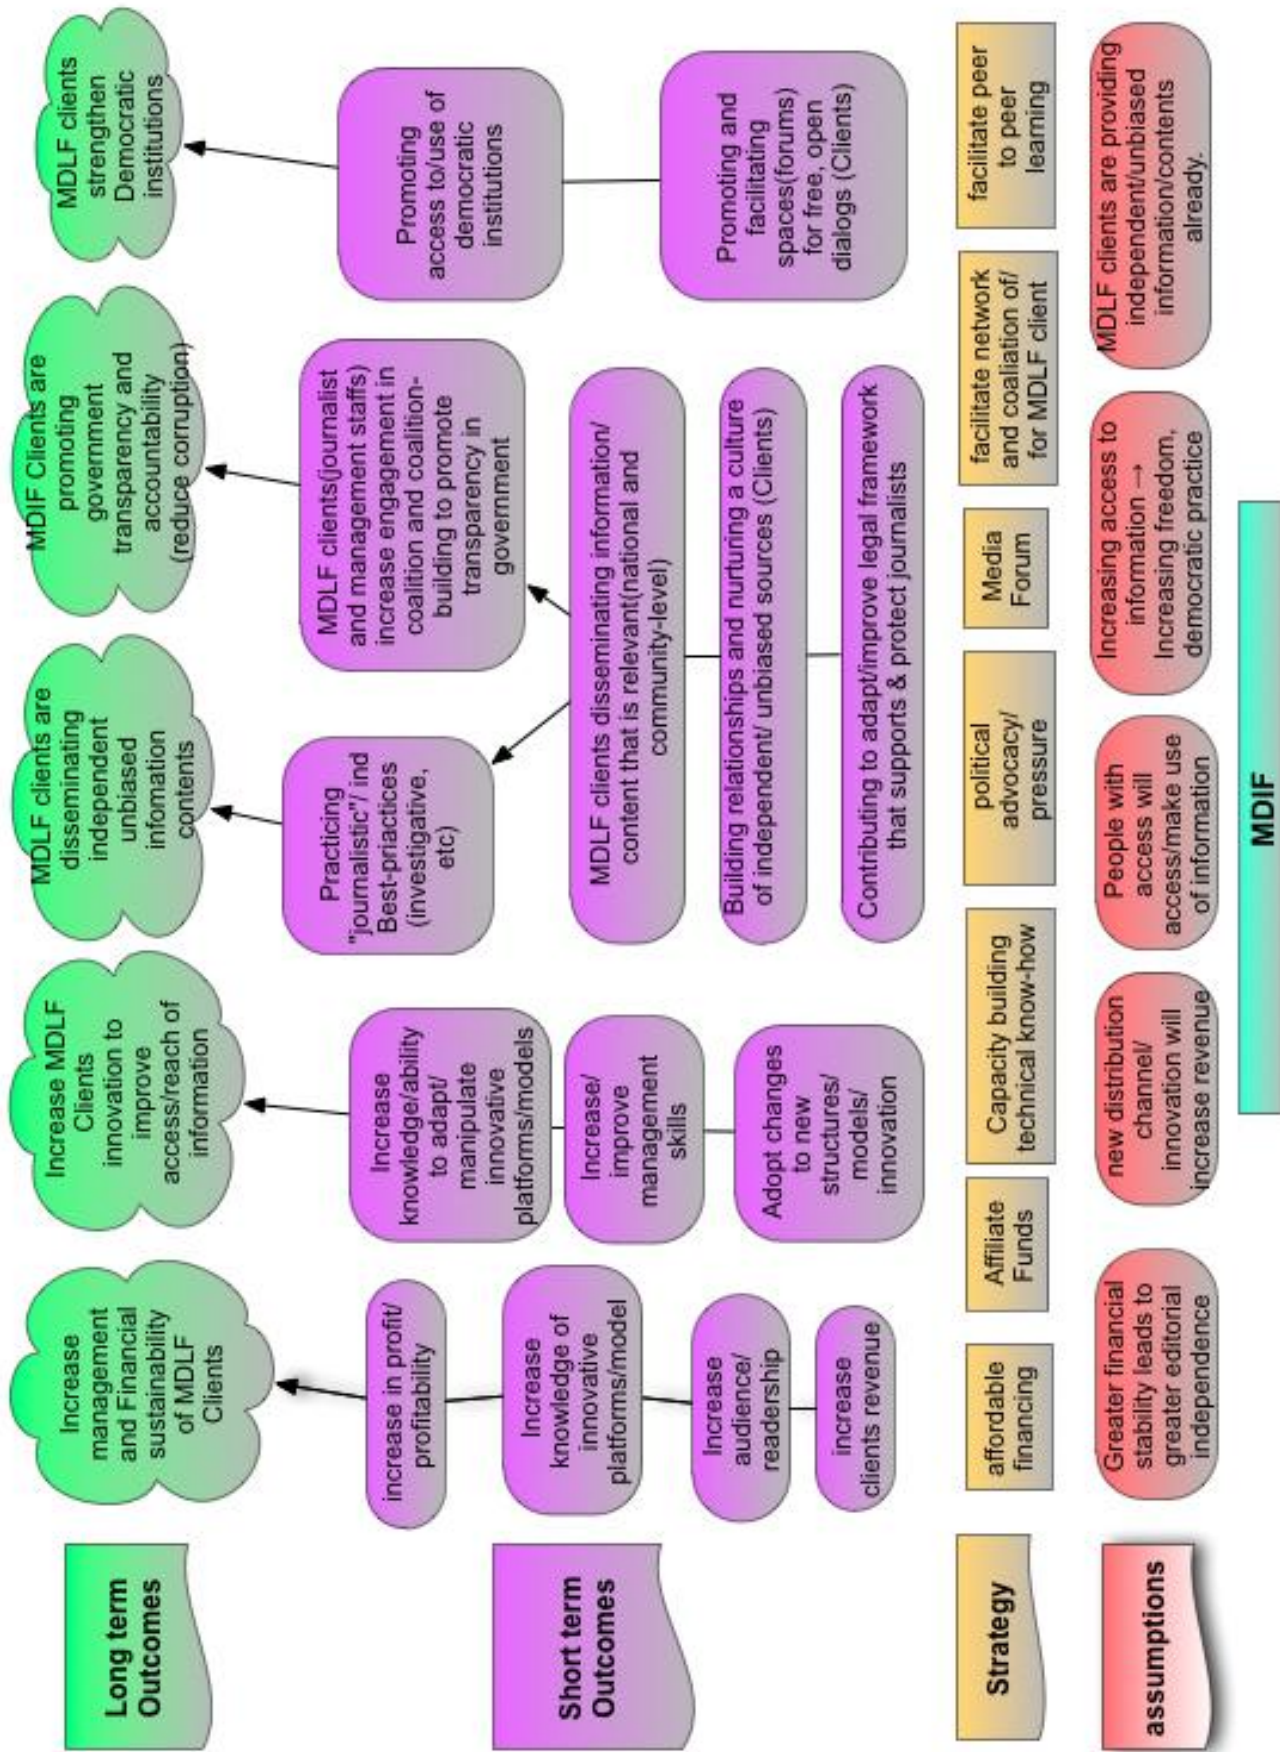 Long term
Outcomes
Increase
management
and Financial
sustainability
of MDLF
Clients
Increase MDLF
Clients
innovation to
improve
access/reach of
information
MDLF clients are
disseminating
independent
unbiased
infomation
contents
MDIF Clients are
promoting
government
transparency and
accountability
(reduce corruption)
MDLF clients
strengthen
Democratic
institutions
Short term
Outcomes
increase in profit/
profitability
Increase
knowledge of
innovative
platforms/model
Increase
audience/
readership
increase
clients revenue
Increase
knowledge/ability
to adapt/
manipulate
innovative
platforms/models
Increase/
improve
management
skills
Adopt changes
to new
structures/
models/
innovation
Practicing
"journalistic"/ ind
Best-priactices
(investigative,
etc)
MDLF clients(journalist
and management staffs)
increase engagement in
coalition and coalition-
building to promote
transparency in
government
MDLF clients disseminating information/
content that is relevant(national and
community-level)
Building relationships and nurturing a culture
of independent/ unbiased sources (Clients)
Contributing to adapt/improve legal framework
that supports & protect journalists
Promoting
access to/use of
democratic
institutions
Promoting and
facilitating
spaces(forums)
for free, open
dialogs (Clients)
Strategy
affordable
financing
Affiliate
Funds
Capacity building
technical know-how
political
advocacy/
pressure
Media
Forum
facilitate network
and coaliation of/
for MDLF client
facilitate peer
to peer
learning
assumptions
Greater financial
stability leads to
greater editorial
independence
new distribution
channel/
innovation will
increase revenue
People with
access will
access/make use
of information
Increasing access to
information →
Increasing freedom,
democratic practice
MDLF clients are providing
independent/unbiased
information/contents
already.
MDIF